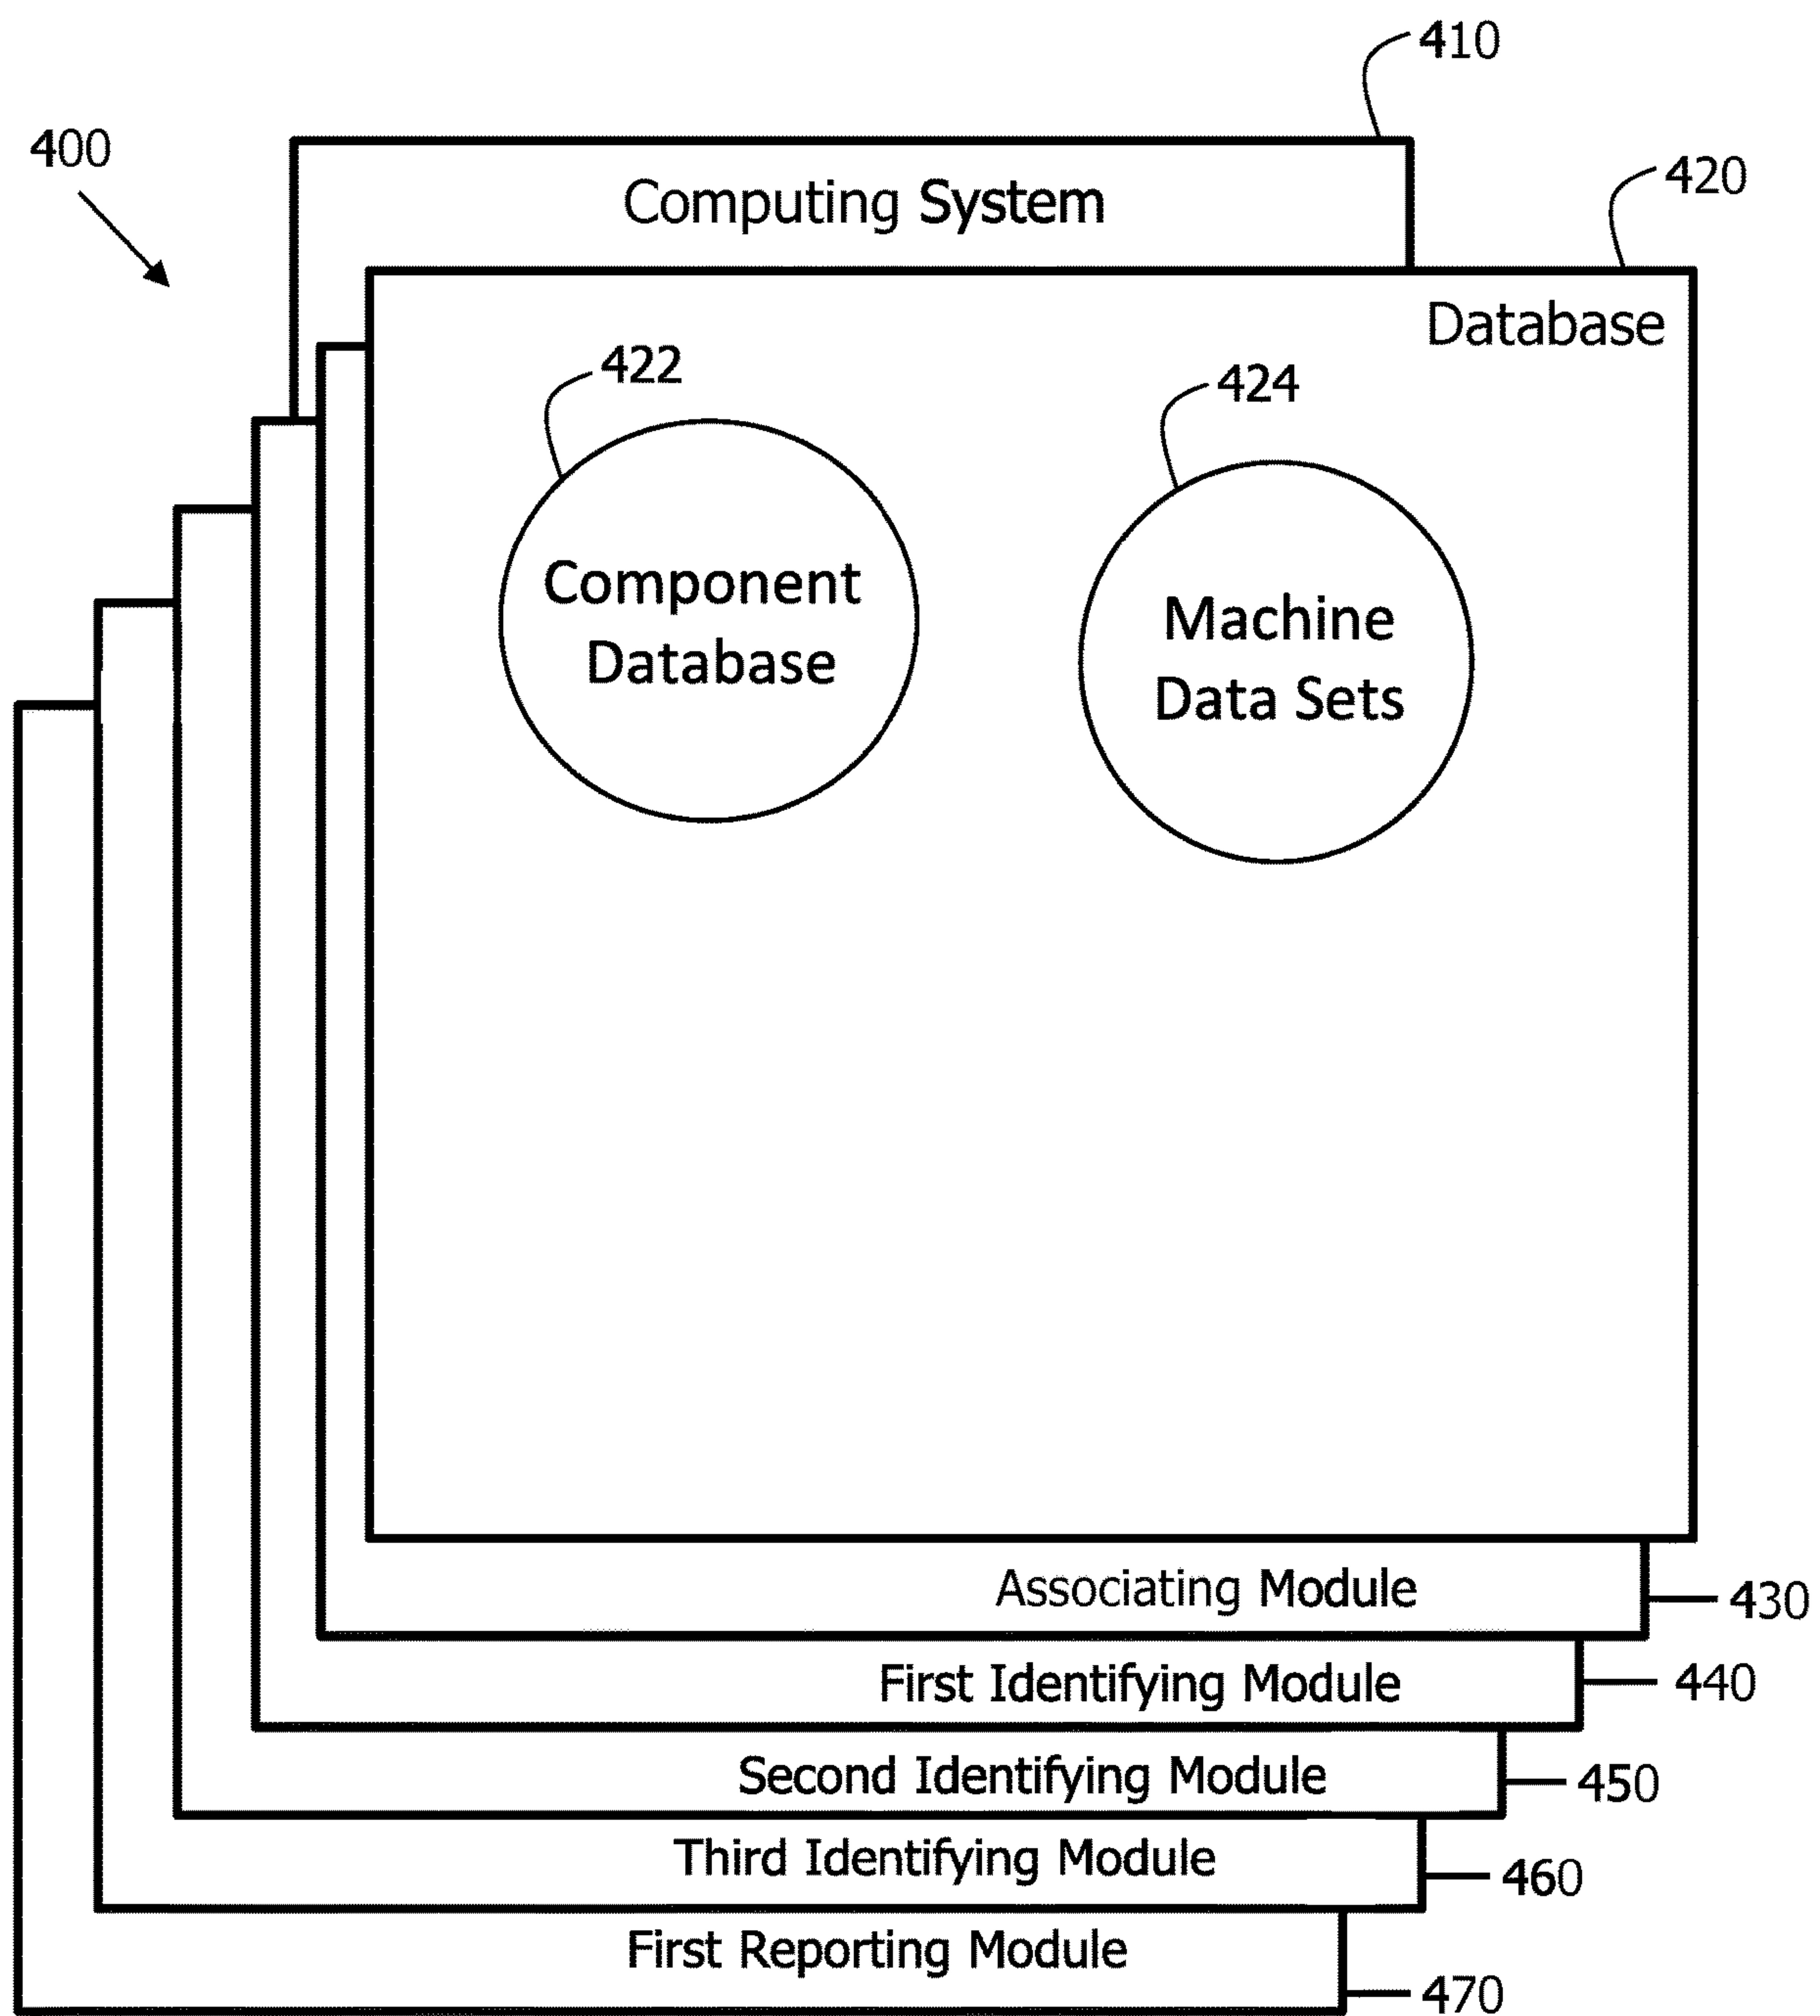 410
400
420
Computing System
Database
422
424
Component
Database
Machine
Data Sets
Associating Module
430
First Identifying Module
440
Second Identifying Module
450
Third Identifying Module
460
First Reporting Module
470